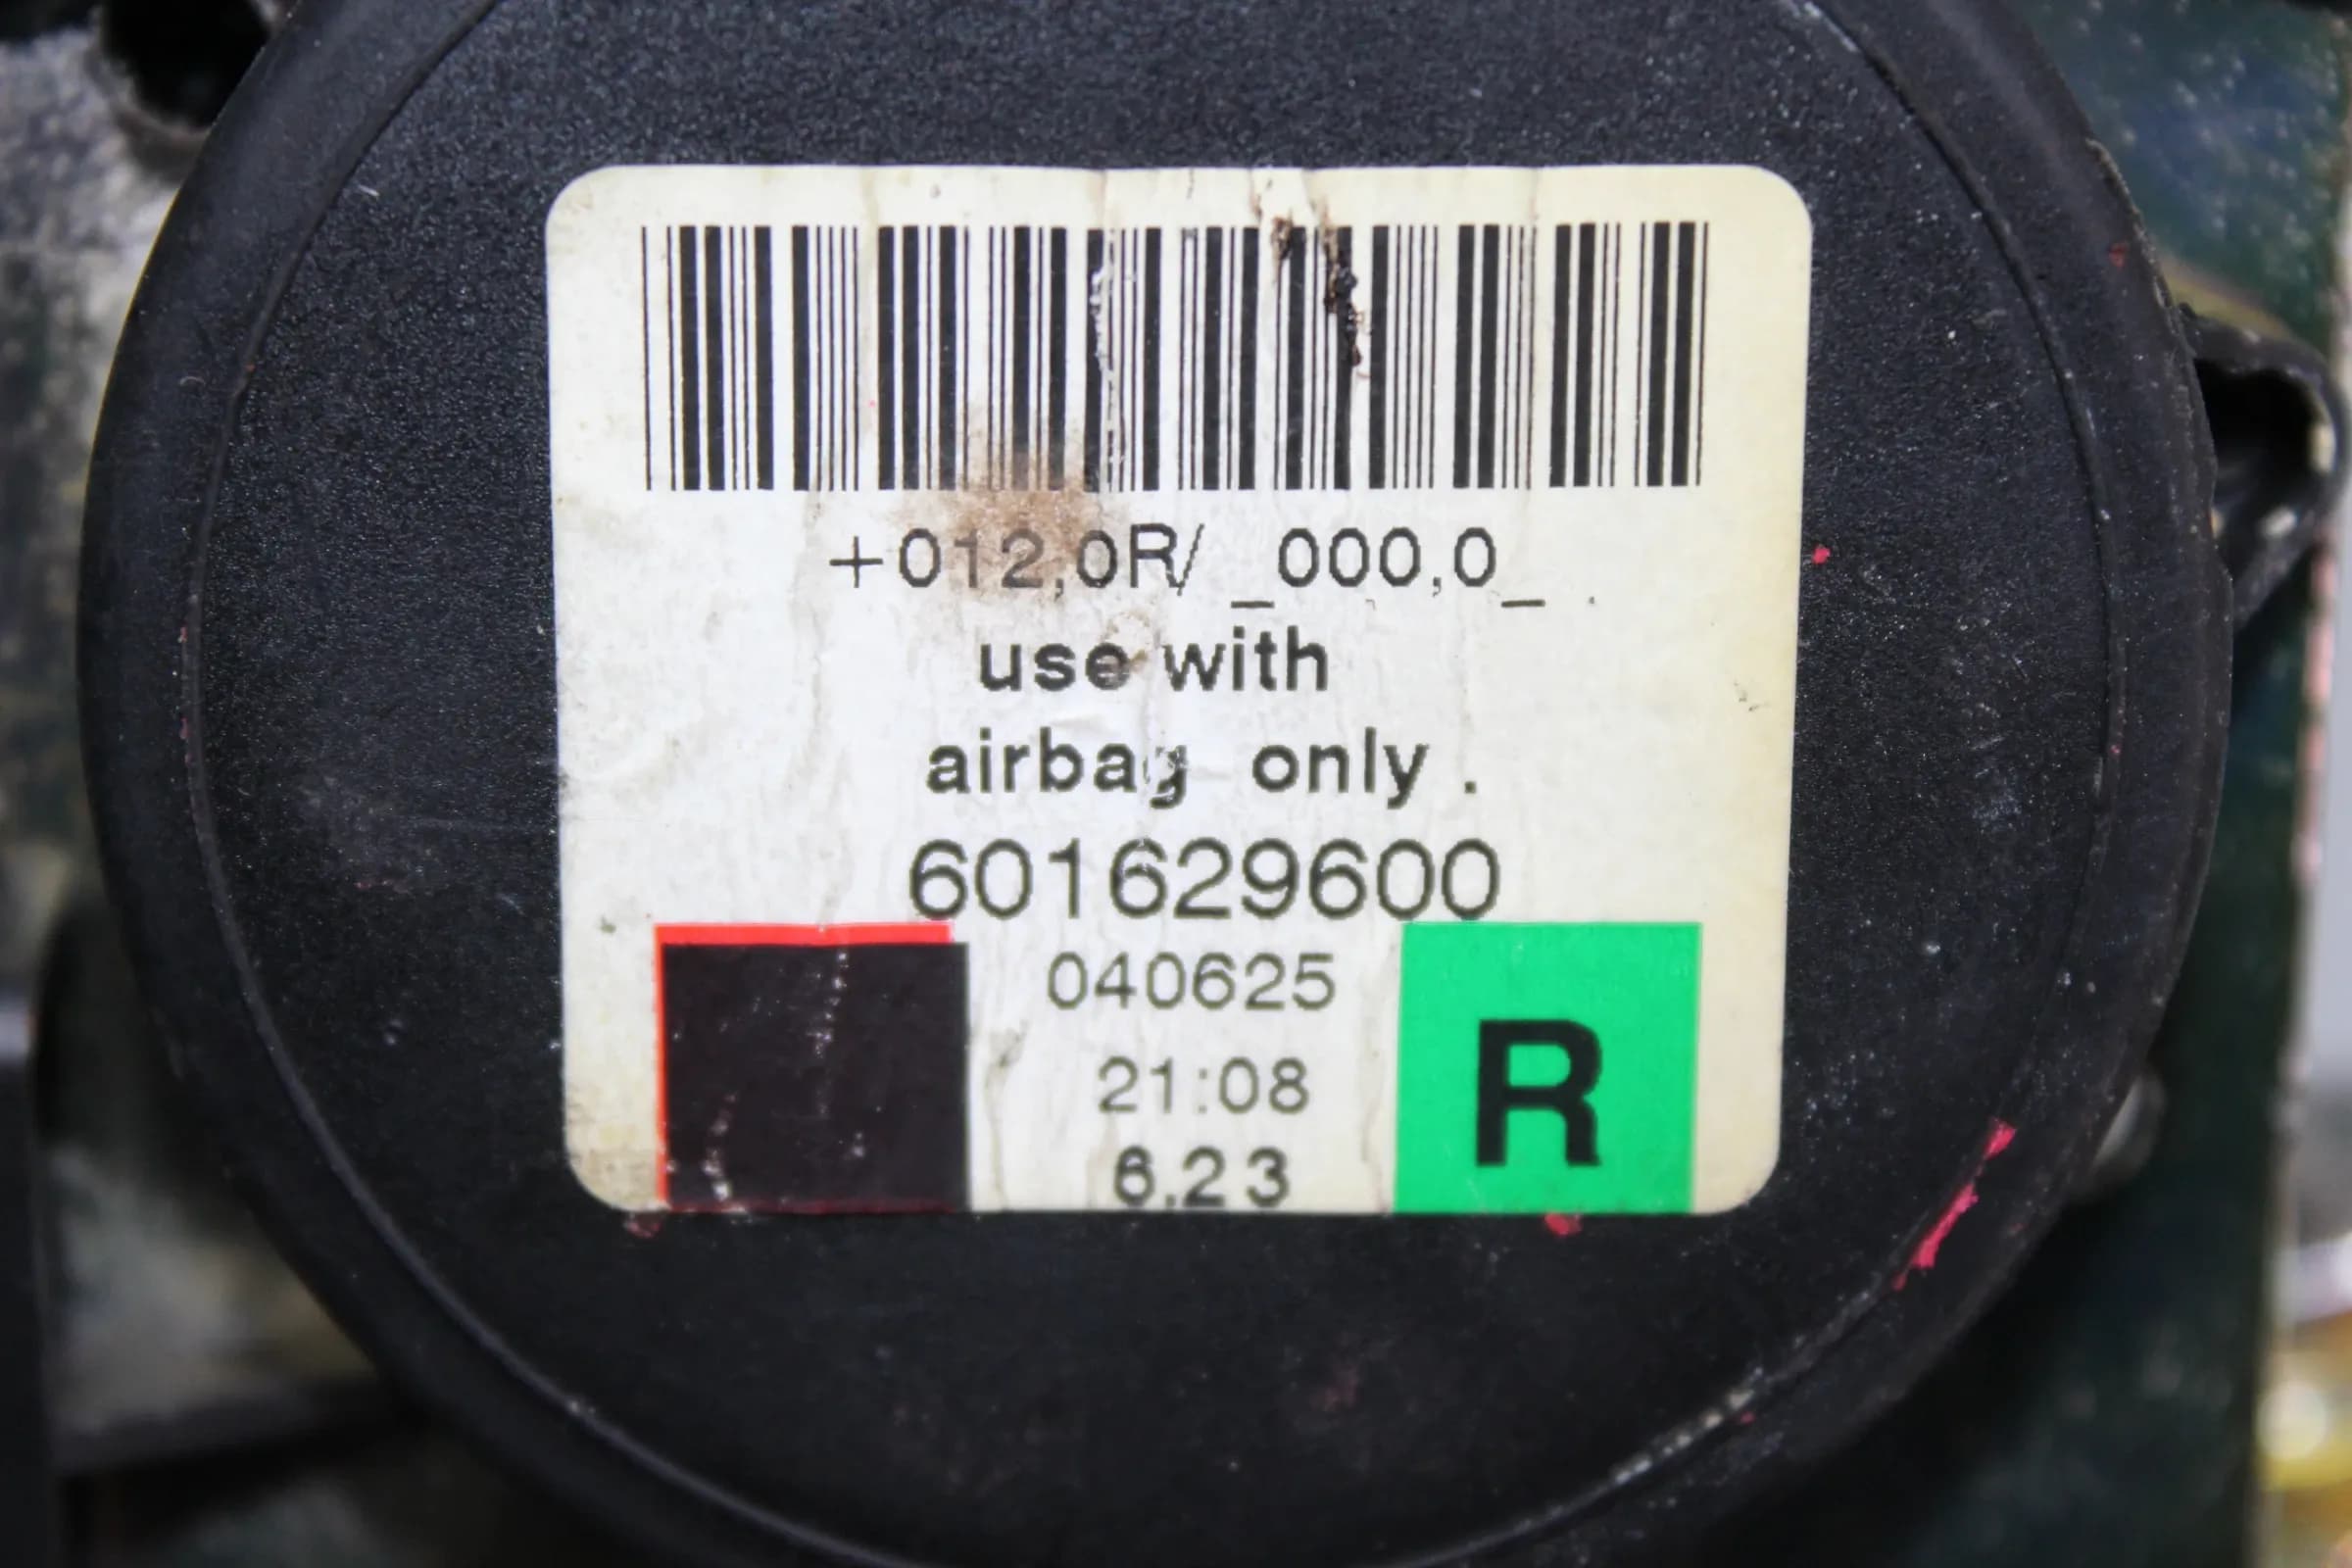 +012,0R/ _000,0_ .
use with
airbag only .
601629600
040625
21:08
6.23
R